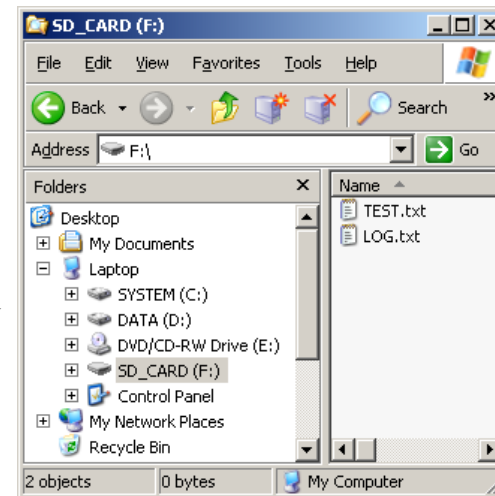 SD_CARD (F:)
File Edit View Favorites Tools Help
Back Search »
Address F:\ Go
Folders × Name
Desktop
My Documents
Laptop
SYSTEM (C:)
DATA (D:)
DVD/CD-RW Drive (E:)
SD_CARD (F:)
Control Panel
My Network Places
Recycle Bin
TEST.txt
LOG.txt
2 objects 0 bytes My Computer